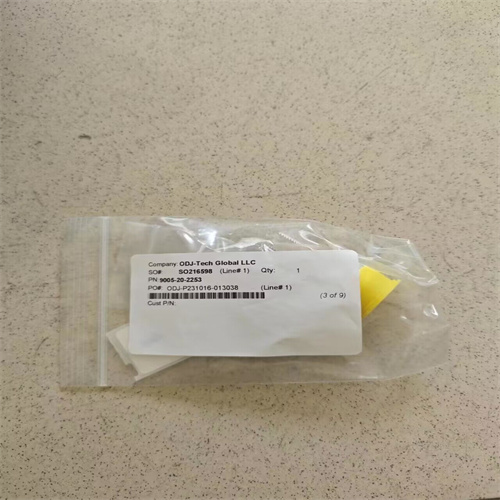 Company ODJ-Tech Global LLC
SO#: SO216598 (Line# 1) Qty: 1
PN 9005-20-2253
PO#: ODJ-P231016-013038 (Line# 1)
(3 of 9)
Cust P/N: